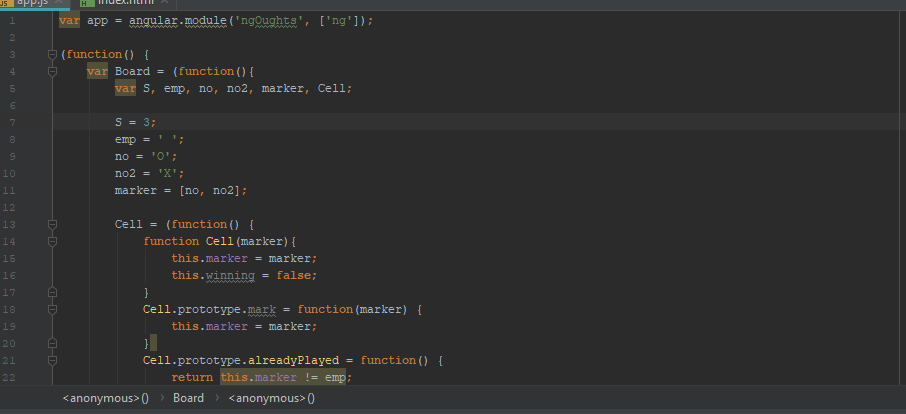 JS app.js × H index.html ×
1 var app = angular.module('ngOughts', ['ng']);
2
3 (function() {
4 var Board = (function(){
5 var S, emp, no, no2, marker, Cell;
6
7 S = 3;
8 emp = ' ';
9 no = 'O';
10 no2 = 'X';
11 marker = [no, no2];
12
13 Cell = (function() {
14 function Cell(marker){
15 this.marker = marker;
16 this.winning = false;
17 }
18 Cell.prototype.mark = function(marker) {
19 this.marker = marker;
20 }
21 Cell.prototype.alreadyPlayed = function() {
22 return this.marker != emp;
<anonymous>() › Board › <anonymous>()